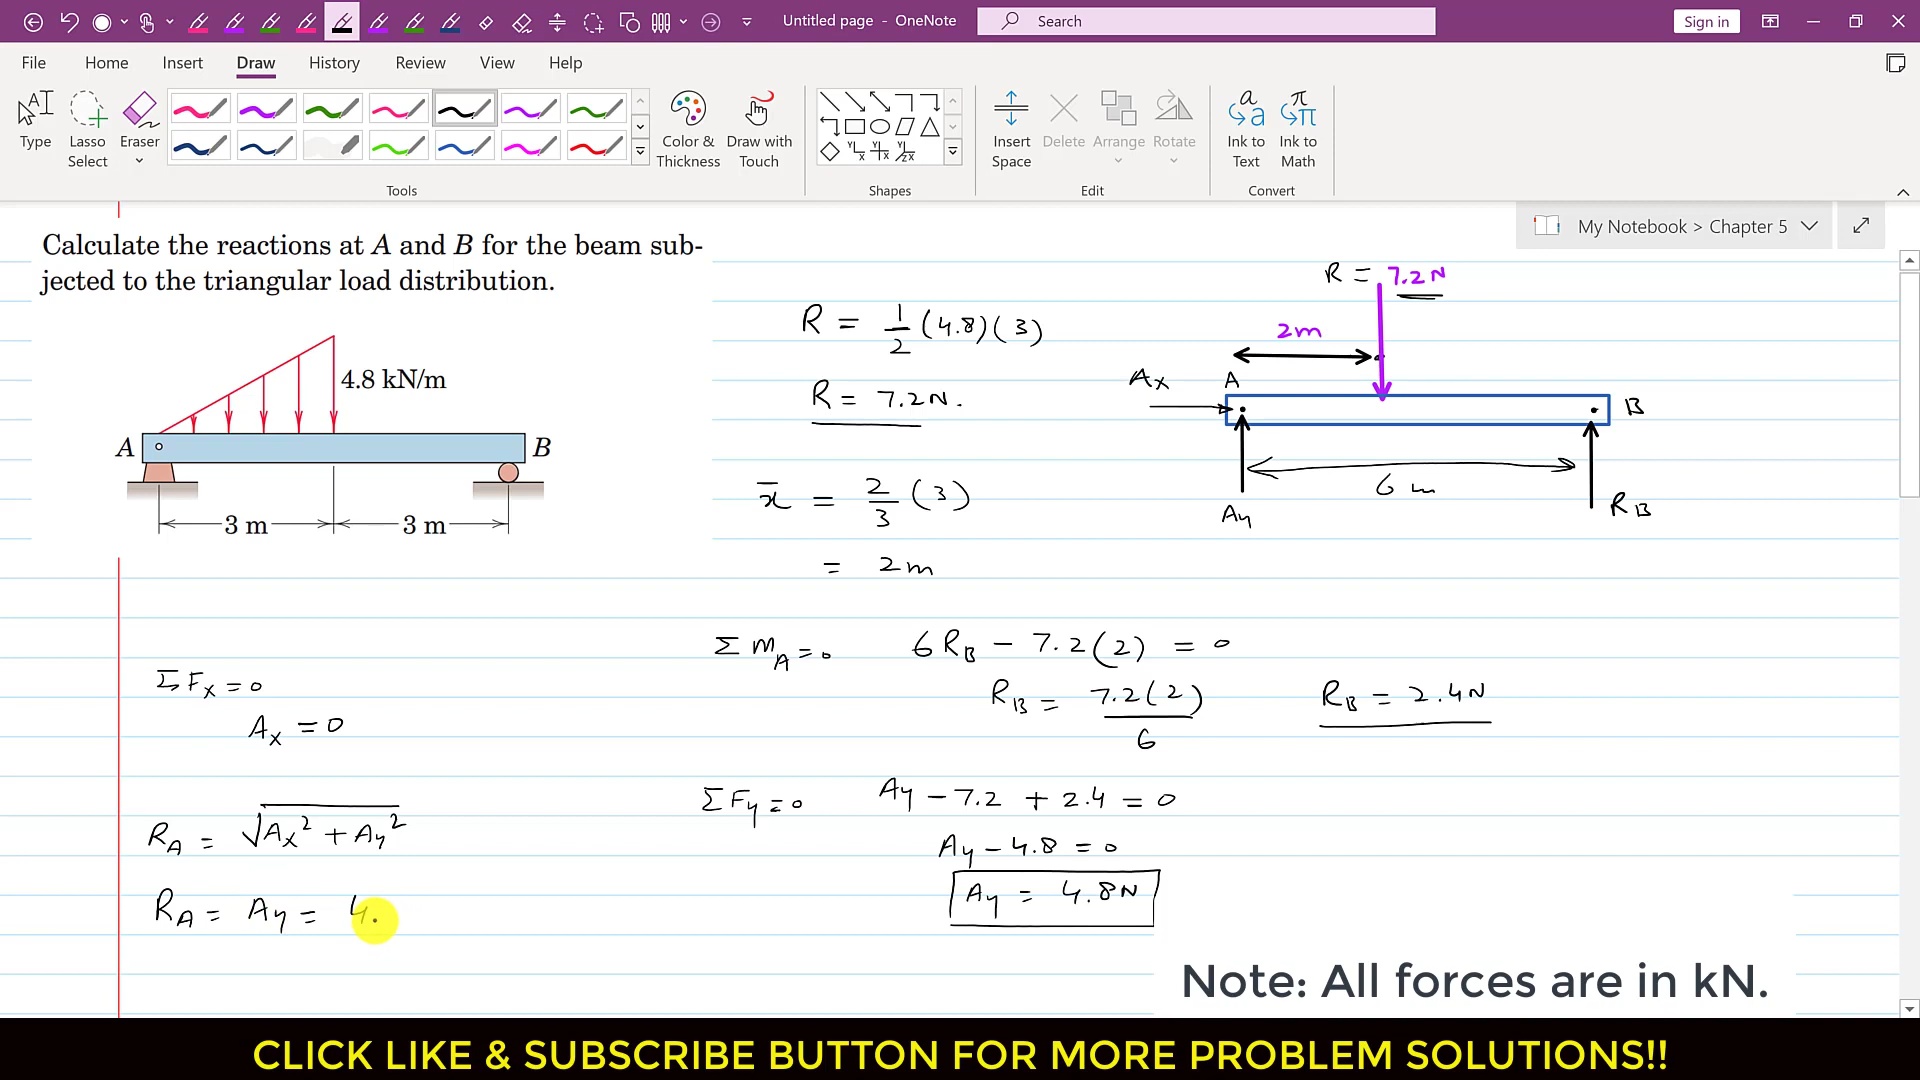 Untitled page - OneNote
Search
Sign in
File Home Insert Draw History Review View Help
Type
Lasso Select
Eraser
Color & Thickness
Draw with Touch
Insert Space
Delete
Arrange
Rotate
Ink to Text
Ink to Math
Tools
Shapes
Edit
Convert
My Notebook > Chapter 5
Calculate the reactions at A and B for the beam sub-
jected to the triangular load distribution.
4.8 kN/m
A
B
3 m
3 m
R = 1/2 (4.8)(3)
R = 7.2N.
x̄ = 2/3 (3)
= 2m
R = 7.2N
2m
Ax
A
B
6 m
Ay
RB
ΣFx = 0
Ax = 0
RA = √Ax² + Ay²
RA = Ay = 4.
ΣMA = 0 6RB - 7.2(2) = 0
RB = 7.2(2)/6 RB = 2.4N
ΣFy = 0 Ay - 7.2 + 2.4 = 0
Ay - 4.8 = 0
Ay = 4.8N
Note: All forces are in kN.
CLICK LIKE & SUBSCRIBE BUTTON FOR MORE PROBLEM SOLUTIONS!!